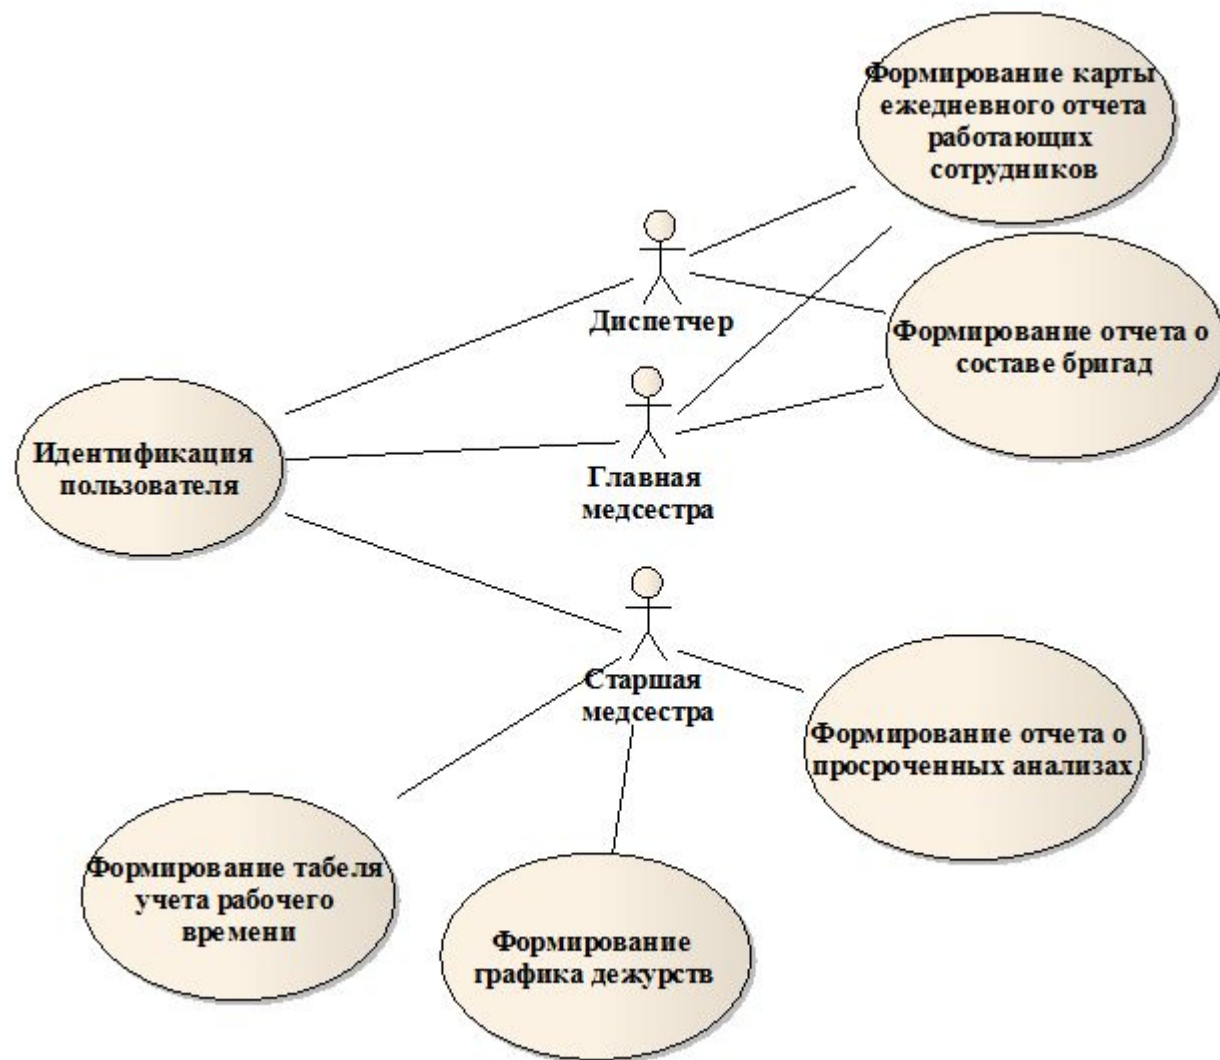 Формирование карты
ежедневного отчета
работающих
сотрудников
Диспетчер
Формирование отчета о
составе бригад
Идентификация
пользователя
Главная
медсестра
Старшая
медсестра
Формирование отчета о
просроченных анализах
Формирование табеля
учета рабочего
времени
Формирование
графика дежурств